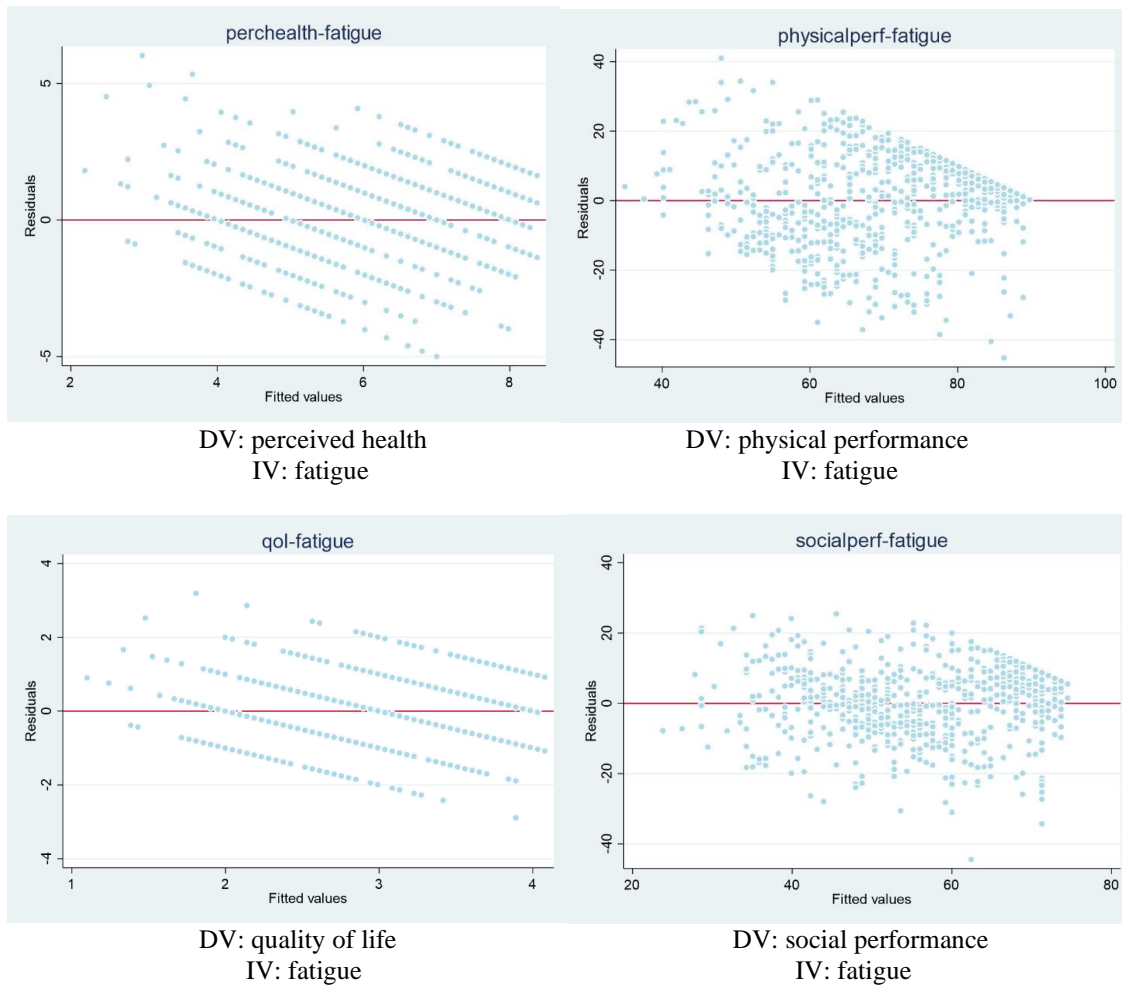 perchealth-fatigue
5
0
-5
Residuals
2
4
6
8
Fitted values
DV: perceived health
IV: fatigue
physicalperf-fatigue
40
20
0
-20
-40
Residuals
40
60
80
100
Fitted values
DV: physical performance
IV: fatigue
qol-fatigue
4
2
0
-2
-4
Residuals
1
2
3
4
Fitted values
DV: quality of life
IV: fatigue
socialperf-fatigue
40
20
0
-20
-40
Residuals
20
40
60
80
Fitted values
DV: social performance
IV: fatigue